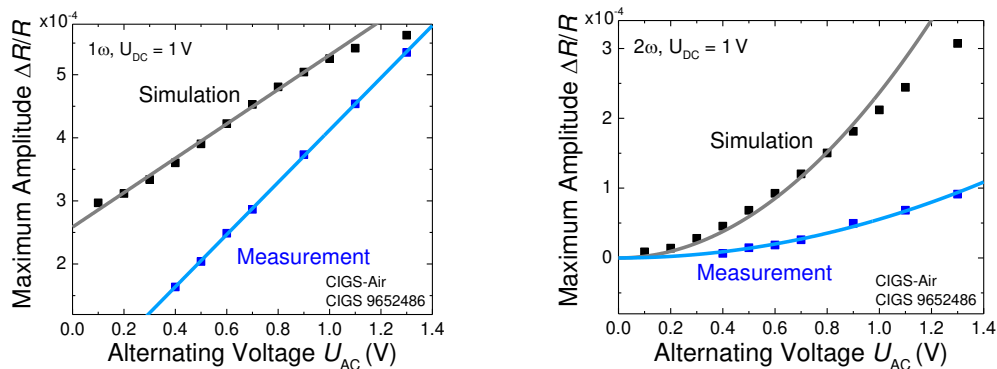 x10⁻⁴
1ω, U_DC = 1 V
Simulation
Measurement
CIGS-Air
CIGS 9652486
Maximum Amplitude ΔR/R
5
4
3
2
0.0 0.2 0.4 0.6 0.8 1.0 1.2 1.4
Alternating Voltage U_AC (V)
x10⁻⁴
2ω, U_DC = 1 V
Simulation
Measurement
CIGS-Air
CIGS 9652486
Maximum Amplitude ΔR/R
3
2
1
0
0.0 0.2 0.4 0.6 0.8 1.0 1.2 1.4
Alternating Voltage U_AC (V)